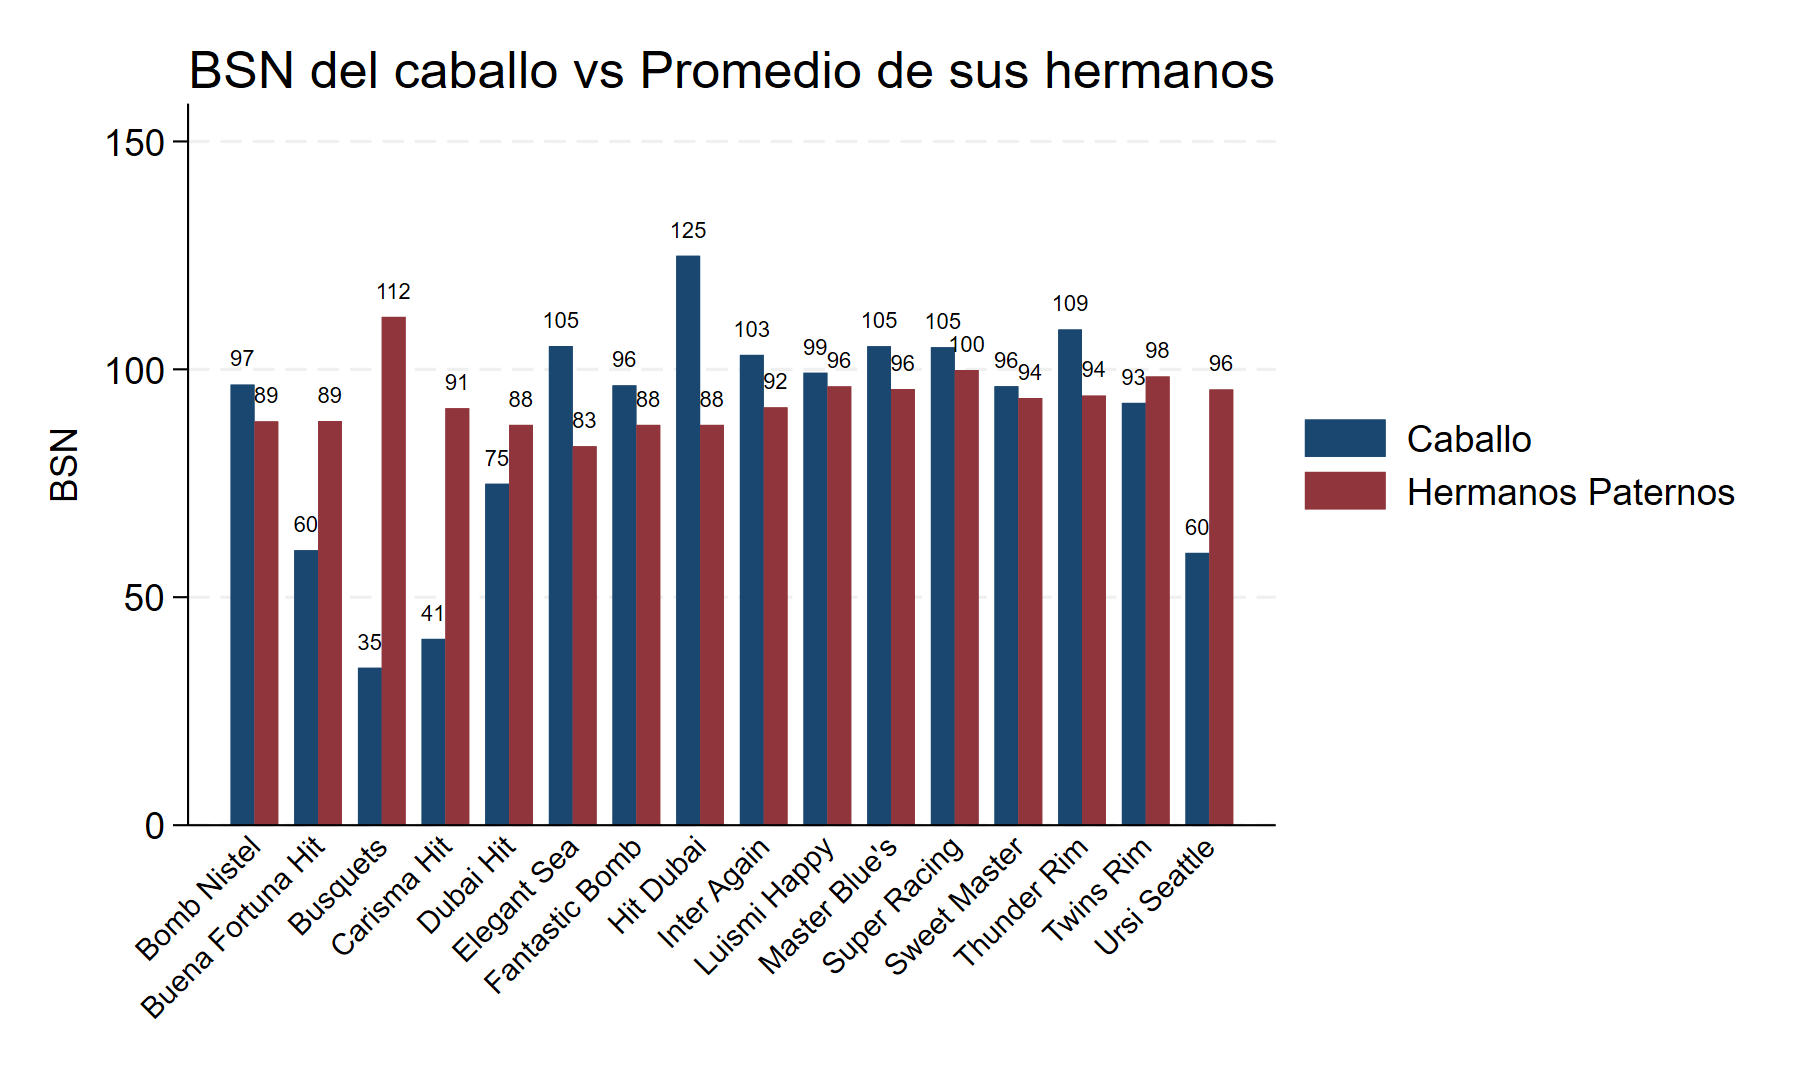 BSN del caballo vs Promedio de sus hermanos
BSN
150
100
50
0
97
89
60
89
35
112
41
91
75
88
105
83
96
88
125
88
103
92
99
96
105
96
105
100
96
94
109
94
93
98
60
96
Bomb Nistel
Buena Fortuna Hit
Busquets
Carisma Hit
Dubai Hit
Elegant Sea
Fantastic Bomb
Hit Dubai
Inter Again
Luismi Happy
Master Blue's
Super Racing
Sweet Master
Thunder Rim
Twins Rim
Ursi Seattle
Caballo
Hermanos Paternos